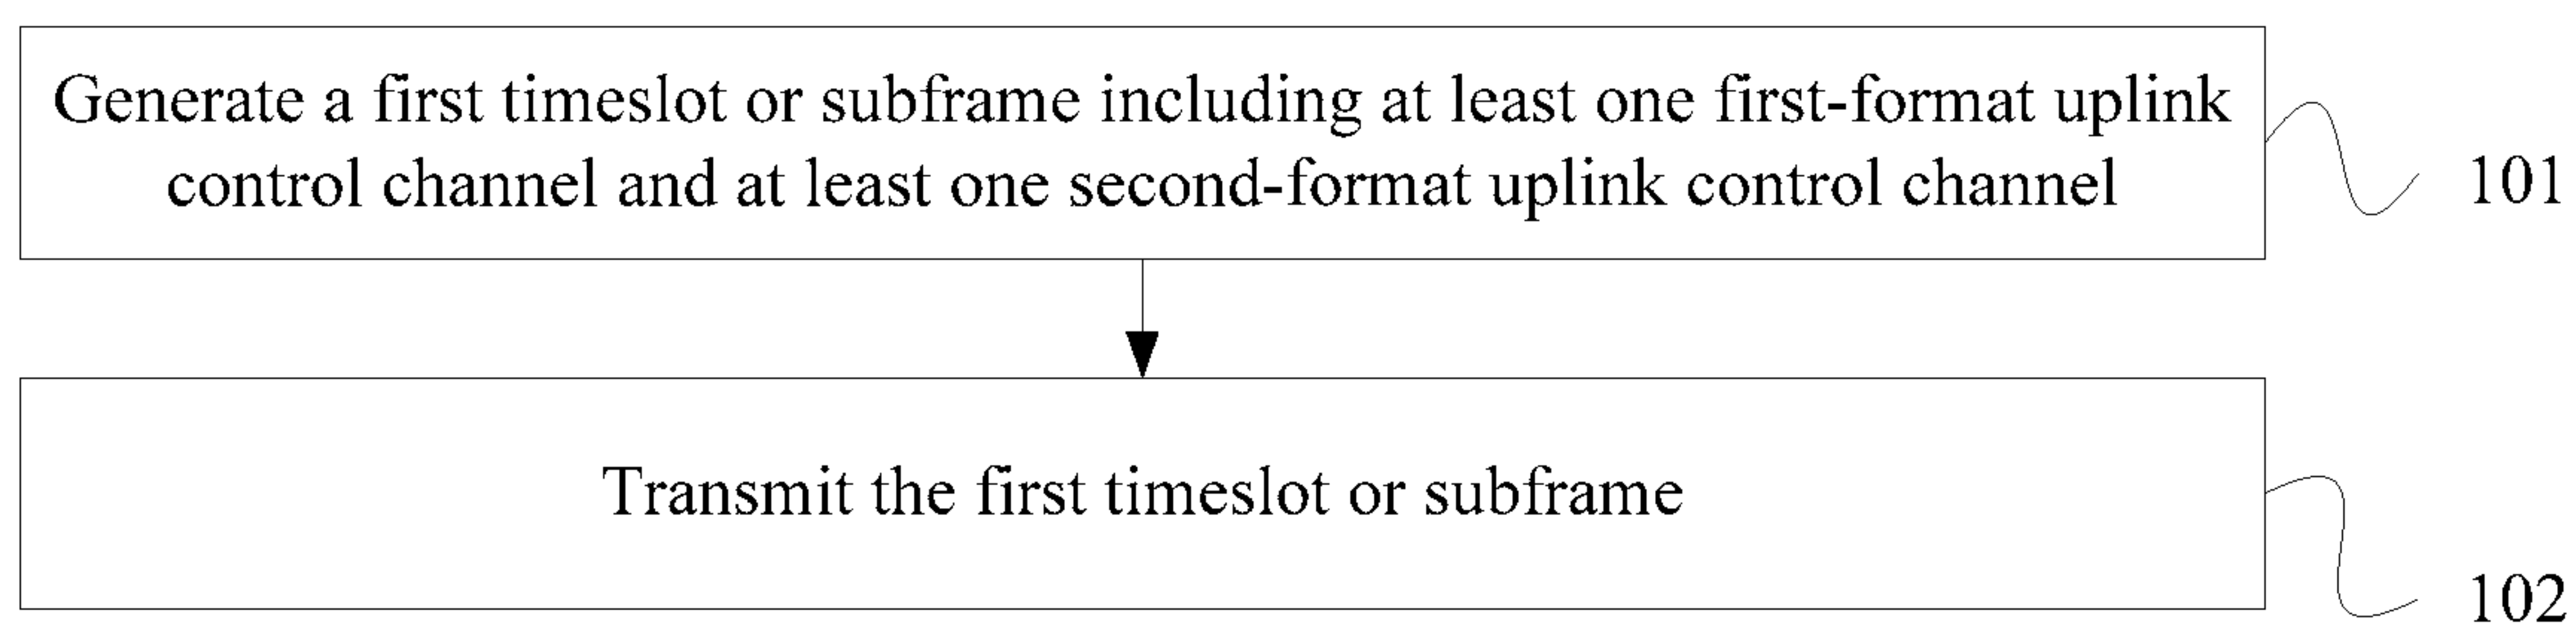 Generate a first timeslot or subframe including at least one first-format uplink
control channel and at least one second-format uplink control channel
101
Transmit the first timeslot or subframe
102